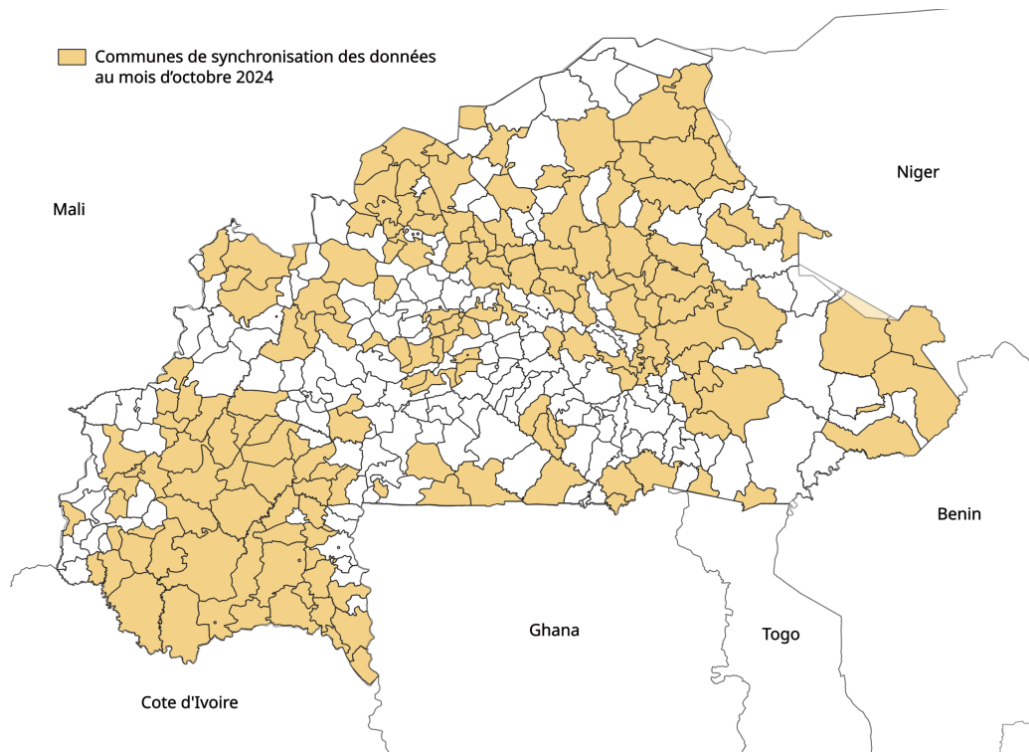 Communes de synchronisation des données
au mois d'octobre 2024
Mali
Niger
Benin
Ghana
Togo
Cote d'Ivoire